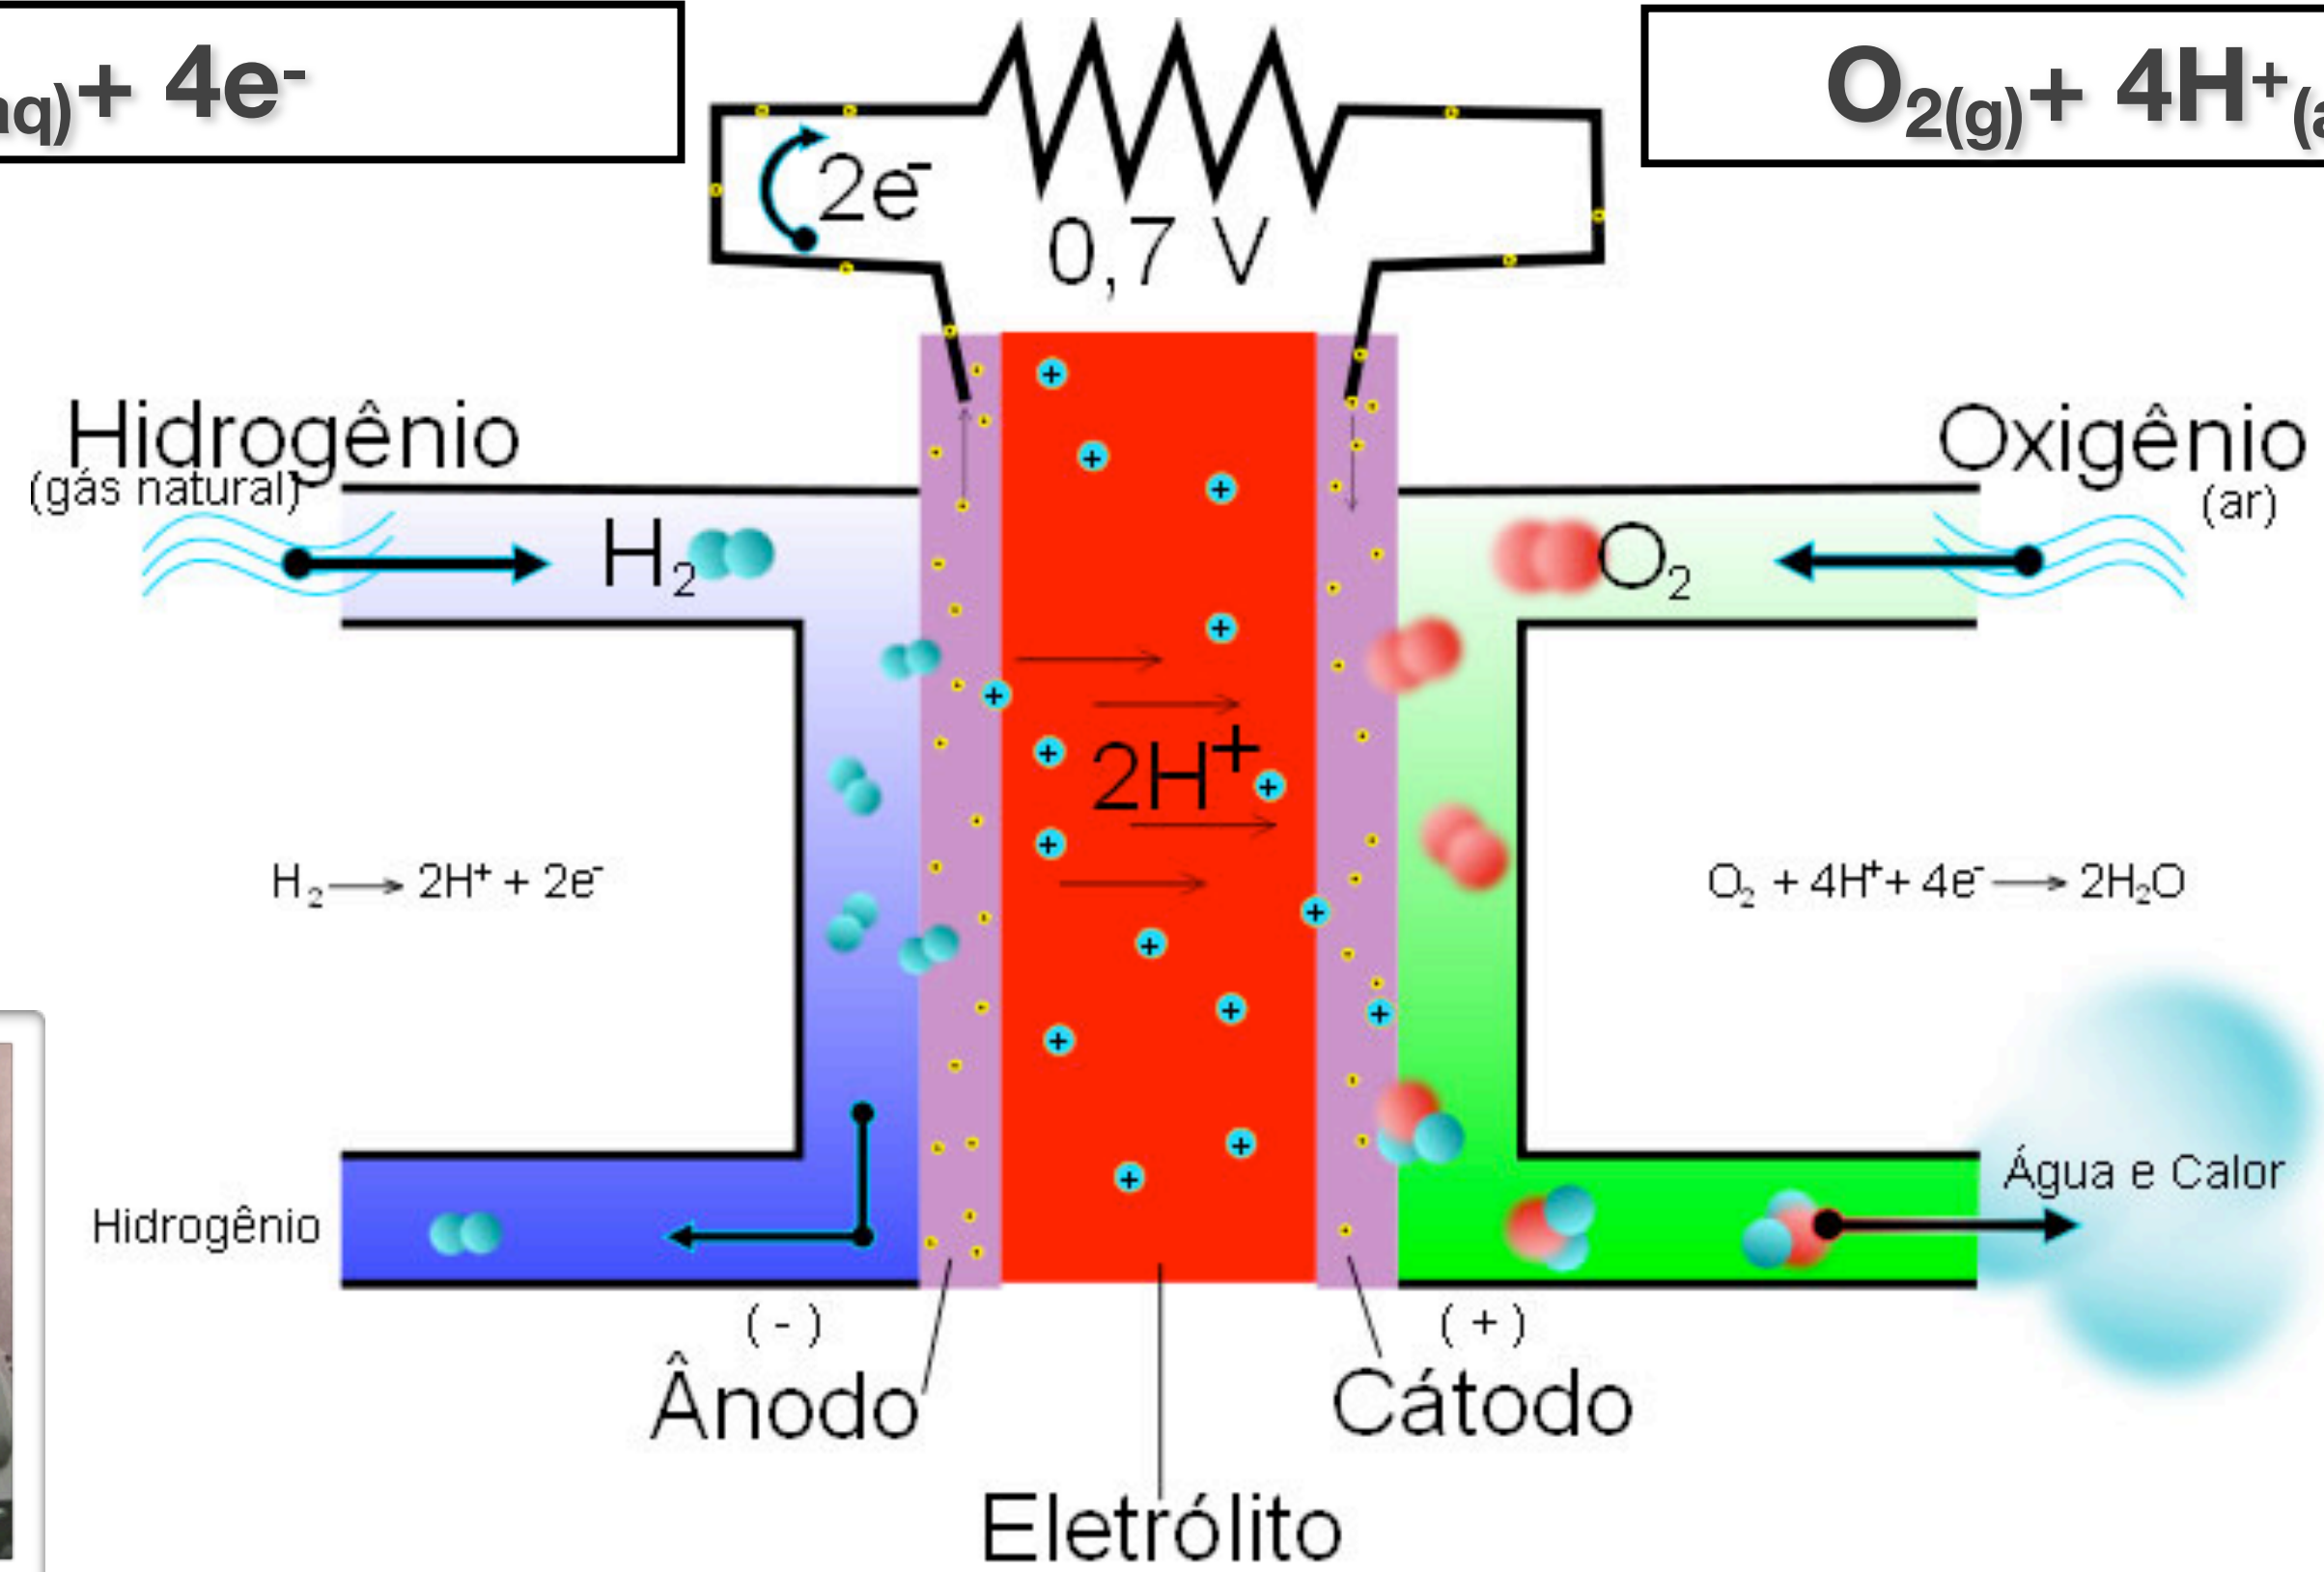 aq)+ 4e-
O2(g)+ 4H+(a
2e-
0,7 V
Hidrogênio
(gás natural)
Oxigênio
(ar)
H2
O2
2H+
H2 → 2H+ + 2e-
O2 + 4H+ + 4e- → 2H2O
Água e Calor
Hidrogênio
(-)
(+)
Ânodo
Cátodo
Eletrólito